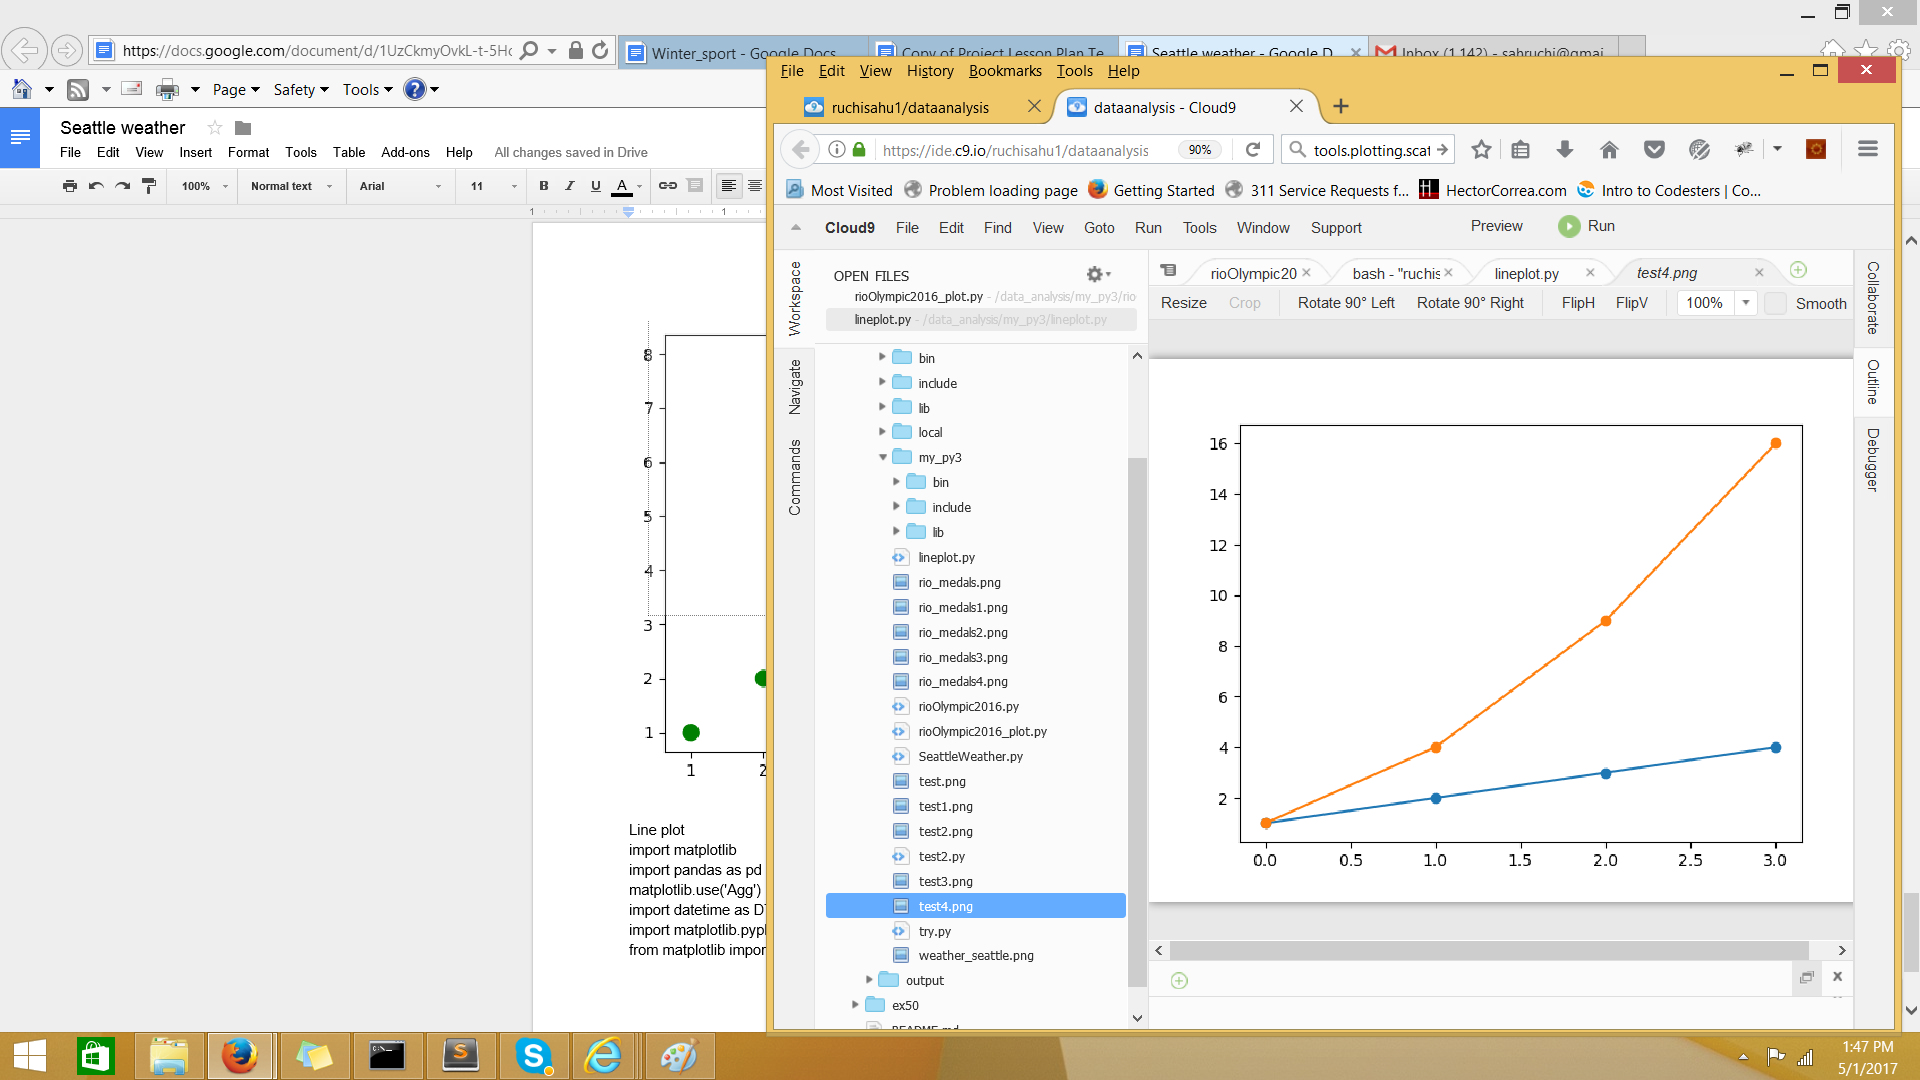 https://docs.google.com/document/d/1UzCkmyOvkL-t-5Hc
Winter_sport - Google Docs
Copy of Project Lesson Plan Te
Seattle weather - Google D
Inbox (1,142) - sahruchi@gmai
Page
Safety
Tools
Seattle weather
File Edit View Insert Format Tools Table Add-ons Help All changes saved in Drive
100% Normal text Arial 11 B I U A
1 1
8
7
6
5
4
3
2
1
1 2
Line plot
import matplotlib
import pandas as pd
matplotlib.use('Agg')
import datetime as D
import matplotlib.pypl
from matplotlib impor
File Edit View History Bookmarks Tools Help
ruchisahu1/dataanalysis
dataanalysis - Cloud9
https://ide.c9.io/ruchisahu1/dataanalysis 90% tools.plotting.scat
Most Visited Problem loading page Getting Started 311 Service Requests f... HectorCorrea.com Intro to Codesters | Co...
Cloud9 File Edit Find View Goto Run Tools Window Support Preview Run
Workspace
Navigate
Commands
OPEN FILES
rioOlympic2016_plot.py - /data_analysis/my_py3/rio
lineplot.py - /data_analysis/my_py3/lineplot.py
bin
include
lib
local
my_py3
bin
include
lib
lineplot.py
rio_medals.png
rio_medals1.png
rio_medals2.png
rio_medals3.png
rio_medals4.png
rioOlympic2016.py
rioOlympic2016_plot.py
SeattleWeather.py
test.png
test1.png
test2.png
test2.py
test3.png
test4.png
try.py
weather_seattle.png
output
ex50
README.md
rioOlympic20 bash - "ruchis lineplot.py test4.png
Resize Crop Rotate 90° Left Rotate 90° Right FlipH FlipV 100% Smooth
16
14
12
10
8
6
4
2
0.0 0.5 1.0 1.5 2.0 2.5 3.0
Collaborate
Outline
Debugger
1:47 PM
5/1/2017